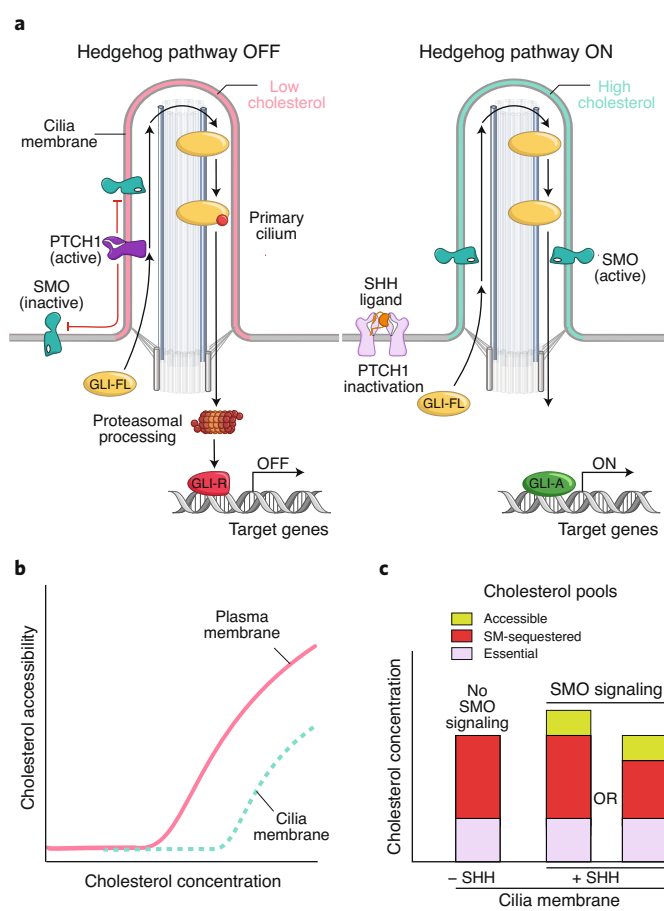 a
Hedgehog pathway OFF
Low
cholesterol
Cilia
membrane
PTCH1
(active)
SMO
(inactive)
Primary
cilium
GLI-FL
Proteasomal
processing
GLI-R
OFF
Target genes
Hedgehog pathway ON
High
cholesterol
SHH
ligand
SMO
(active)
PTCH1
inactivation
GLI-FL
GLI-A
ON
Target genes
b
Cholesterol accessibility
Plasma
membrane
Cilia
membrane
Cholesterol concentration
c
Cholesterol pools
Accessible
SM-sequestered
Essential
Cholesterol concentration
No
SMO
signaling
SMO signaling
OR
– SHH
+ SHH
Cilia membrane